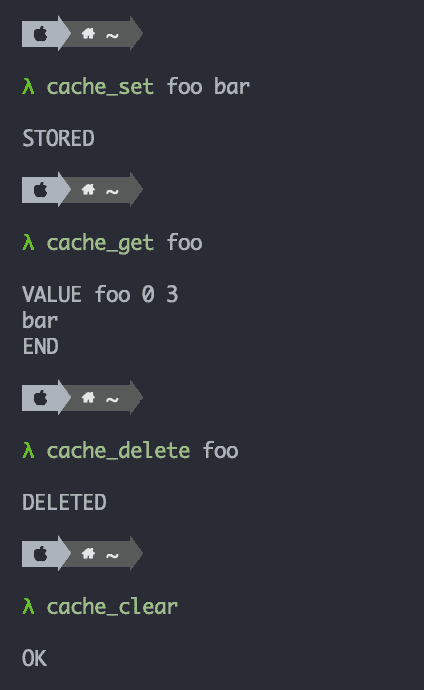 ~
λ cache_set foo bar
STORED
~
λ cache_get foo
VALUE foo 0 3
bar
END
~
λ cache_delete foo
DELETED
~
λ cache_clear
OK